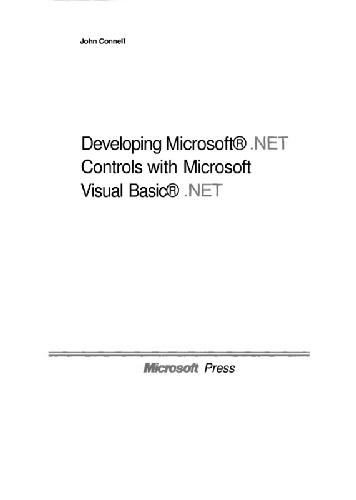 John Connell
Developing Microsoft® .NET
Controls with Microsoft
Visual Basic® .NET
Microsoft Press